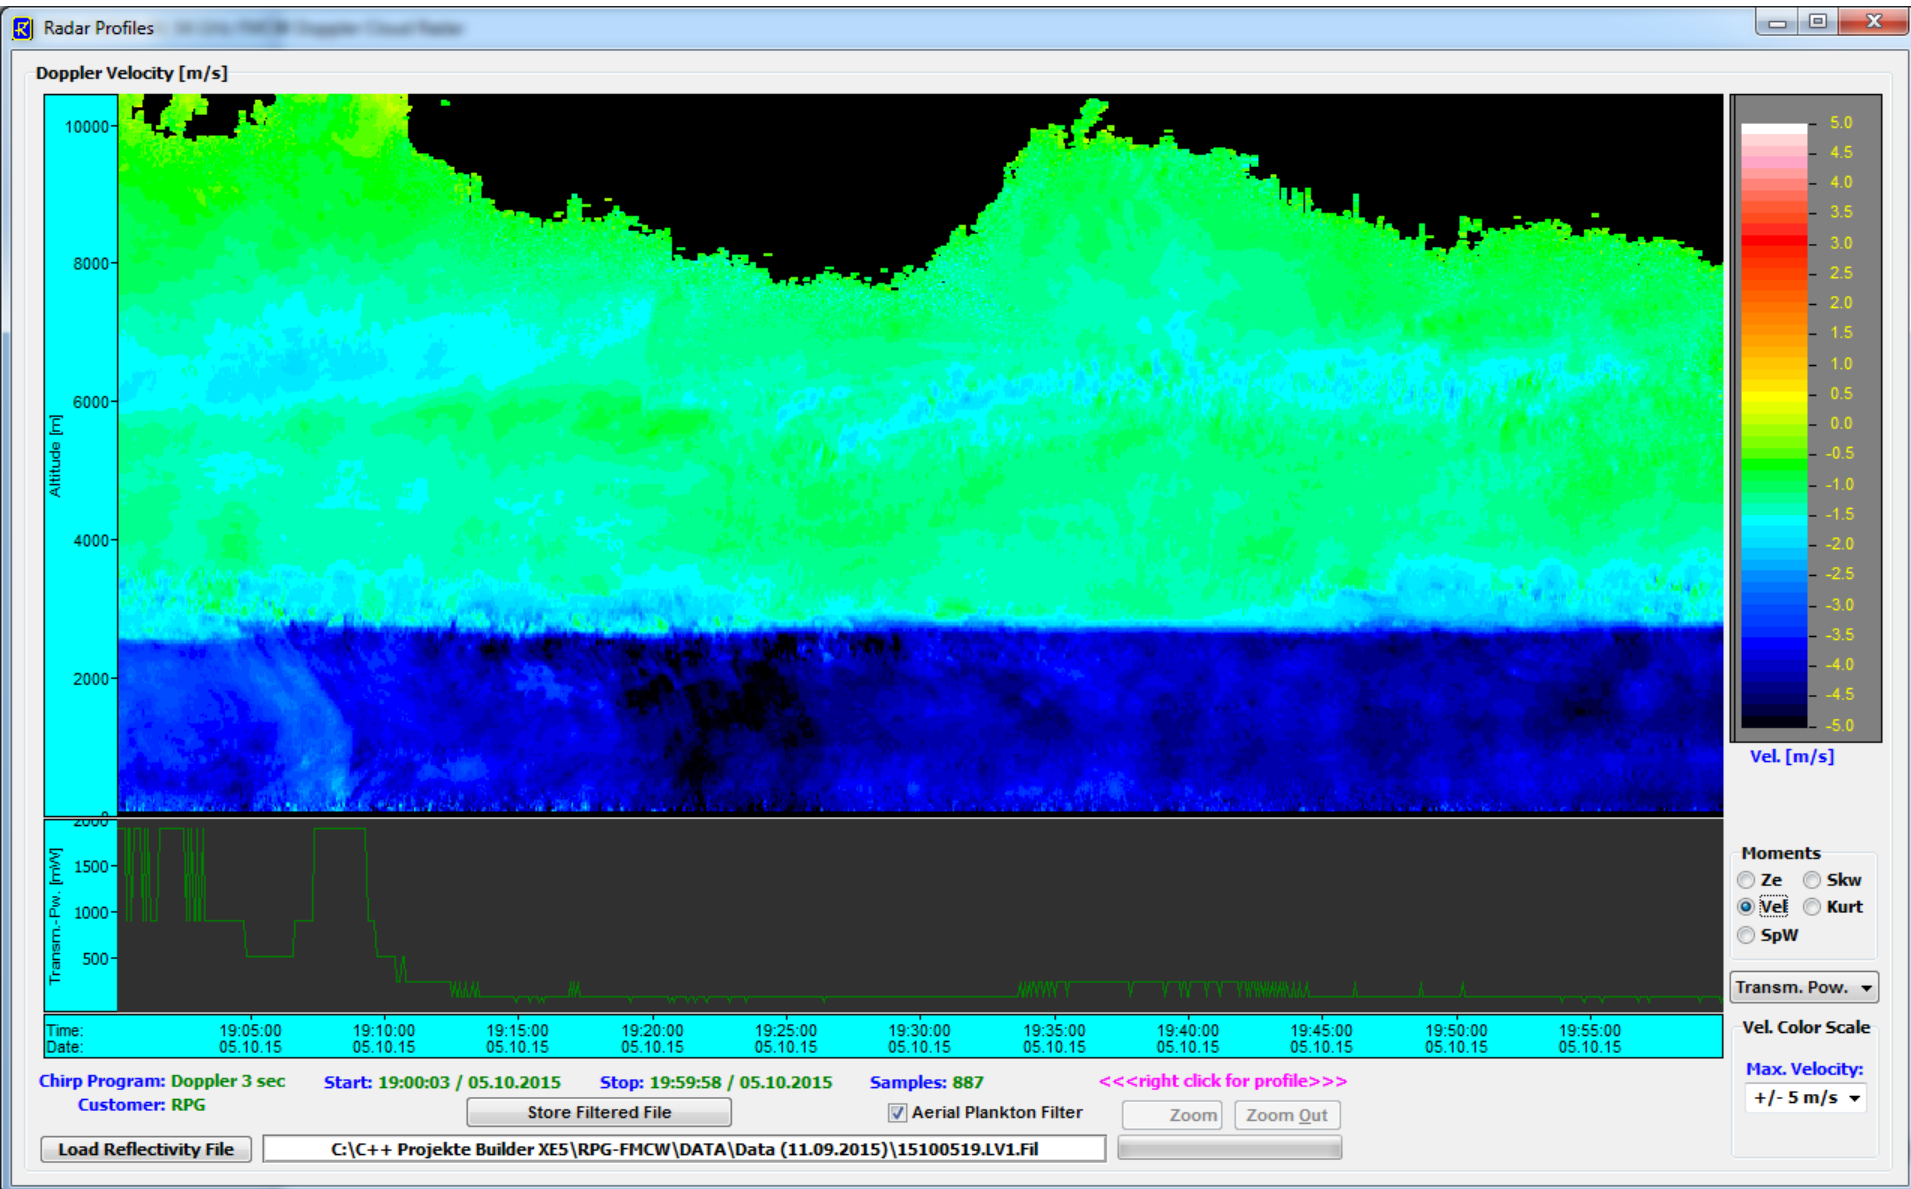 Radar Profiles
Doppler Velocity [m/s]
Altitude [m]
10000
8000
6000
4000
2000
5.0
4.5
4.0
3.5
3.0
2.5
2.0
1.5
1.0
0.5
0.0
-0.5
-1.0
-1.5
-2.0
-2.5
-3.0
-3.5
-4.0
-4.5
-5.0
Vel. [m/s]
Transm.-Pw. [mW]
2000
1500
1000
500
Moments
Ze Skw
Vel Kurt
SpW
Transm. Pow.
Vel. Color Scale
Max. Velocity:
+/- 5 m/s
Time: 19:05:00 19:10:00 19:15:00 19:20:00 19:25:00 19:30:00 19:35:00 19:40:00 19:45:00 19:50:00 19:55:00
Date: 05.10.15 05.10.15 05.10.15 05.10.15 05.10.15 05.10.15 05.10.15 05.10.15 05.10.15 05.10.15 05.10.15
Chirp Program: Doppler 3 sec Start: 19:00:03 / 05.10.2015 Stop: 19:59:58 / 05.10.2015 Samples: 887 <<<right click for profile>>>
Customer: RPG Store Filtered File Aerial Plankton Filter Zoom Zoom Out
Load Reflectivity File C:\C++ Projekte Builder XE5\RPG-FMCW\DATA\Data (11.09.2015)\15100519.LV1.Fil